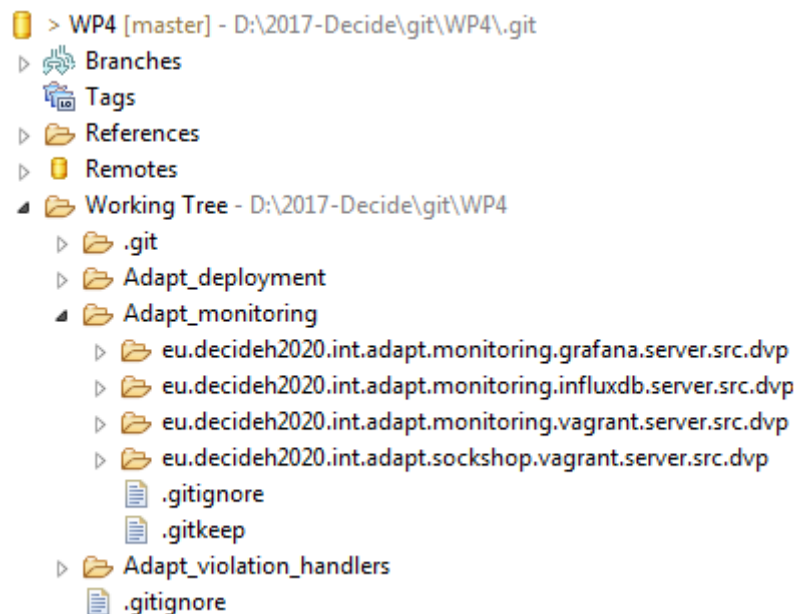 > WP4 [master] - D:\2017-Decide\git\WP4\.git
Branches
Tags
References
Remotes
Working Tree - D:\2017-Decide\git\WP4
.git
Adapt_deployment
Adapt_monitoring
eu.decideh2020.int.adapt.monitoring.grafana.server.src.dvp
eu.decideh2020.int.adapt.monitoring.influxdb.server.src.dvp
eu.decideh2020.int.adapt.monitoring.vagrant.server.src.dvp
eu.decideh2020.int.adapt.sockshop.vagrant.server.src.dvp
.gitignore
.gitkeep
Adapt_violation_handlers
.gitignore